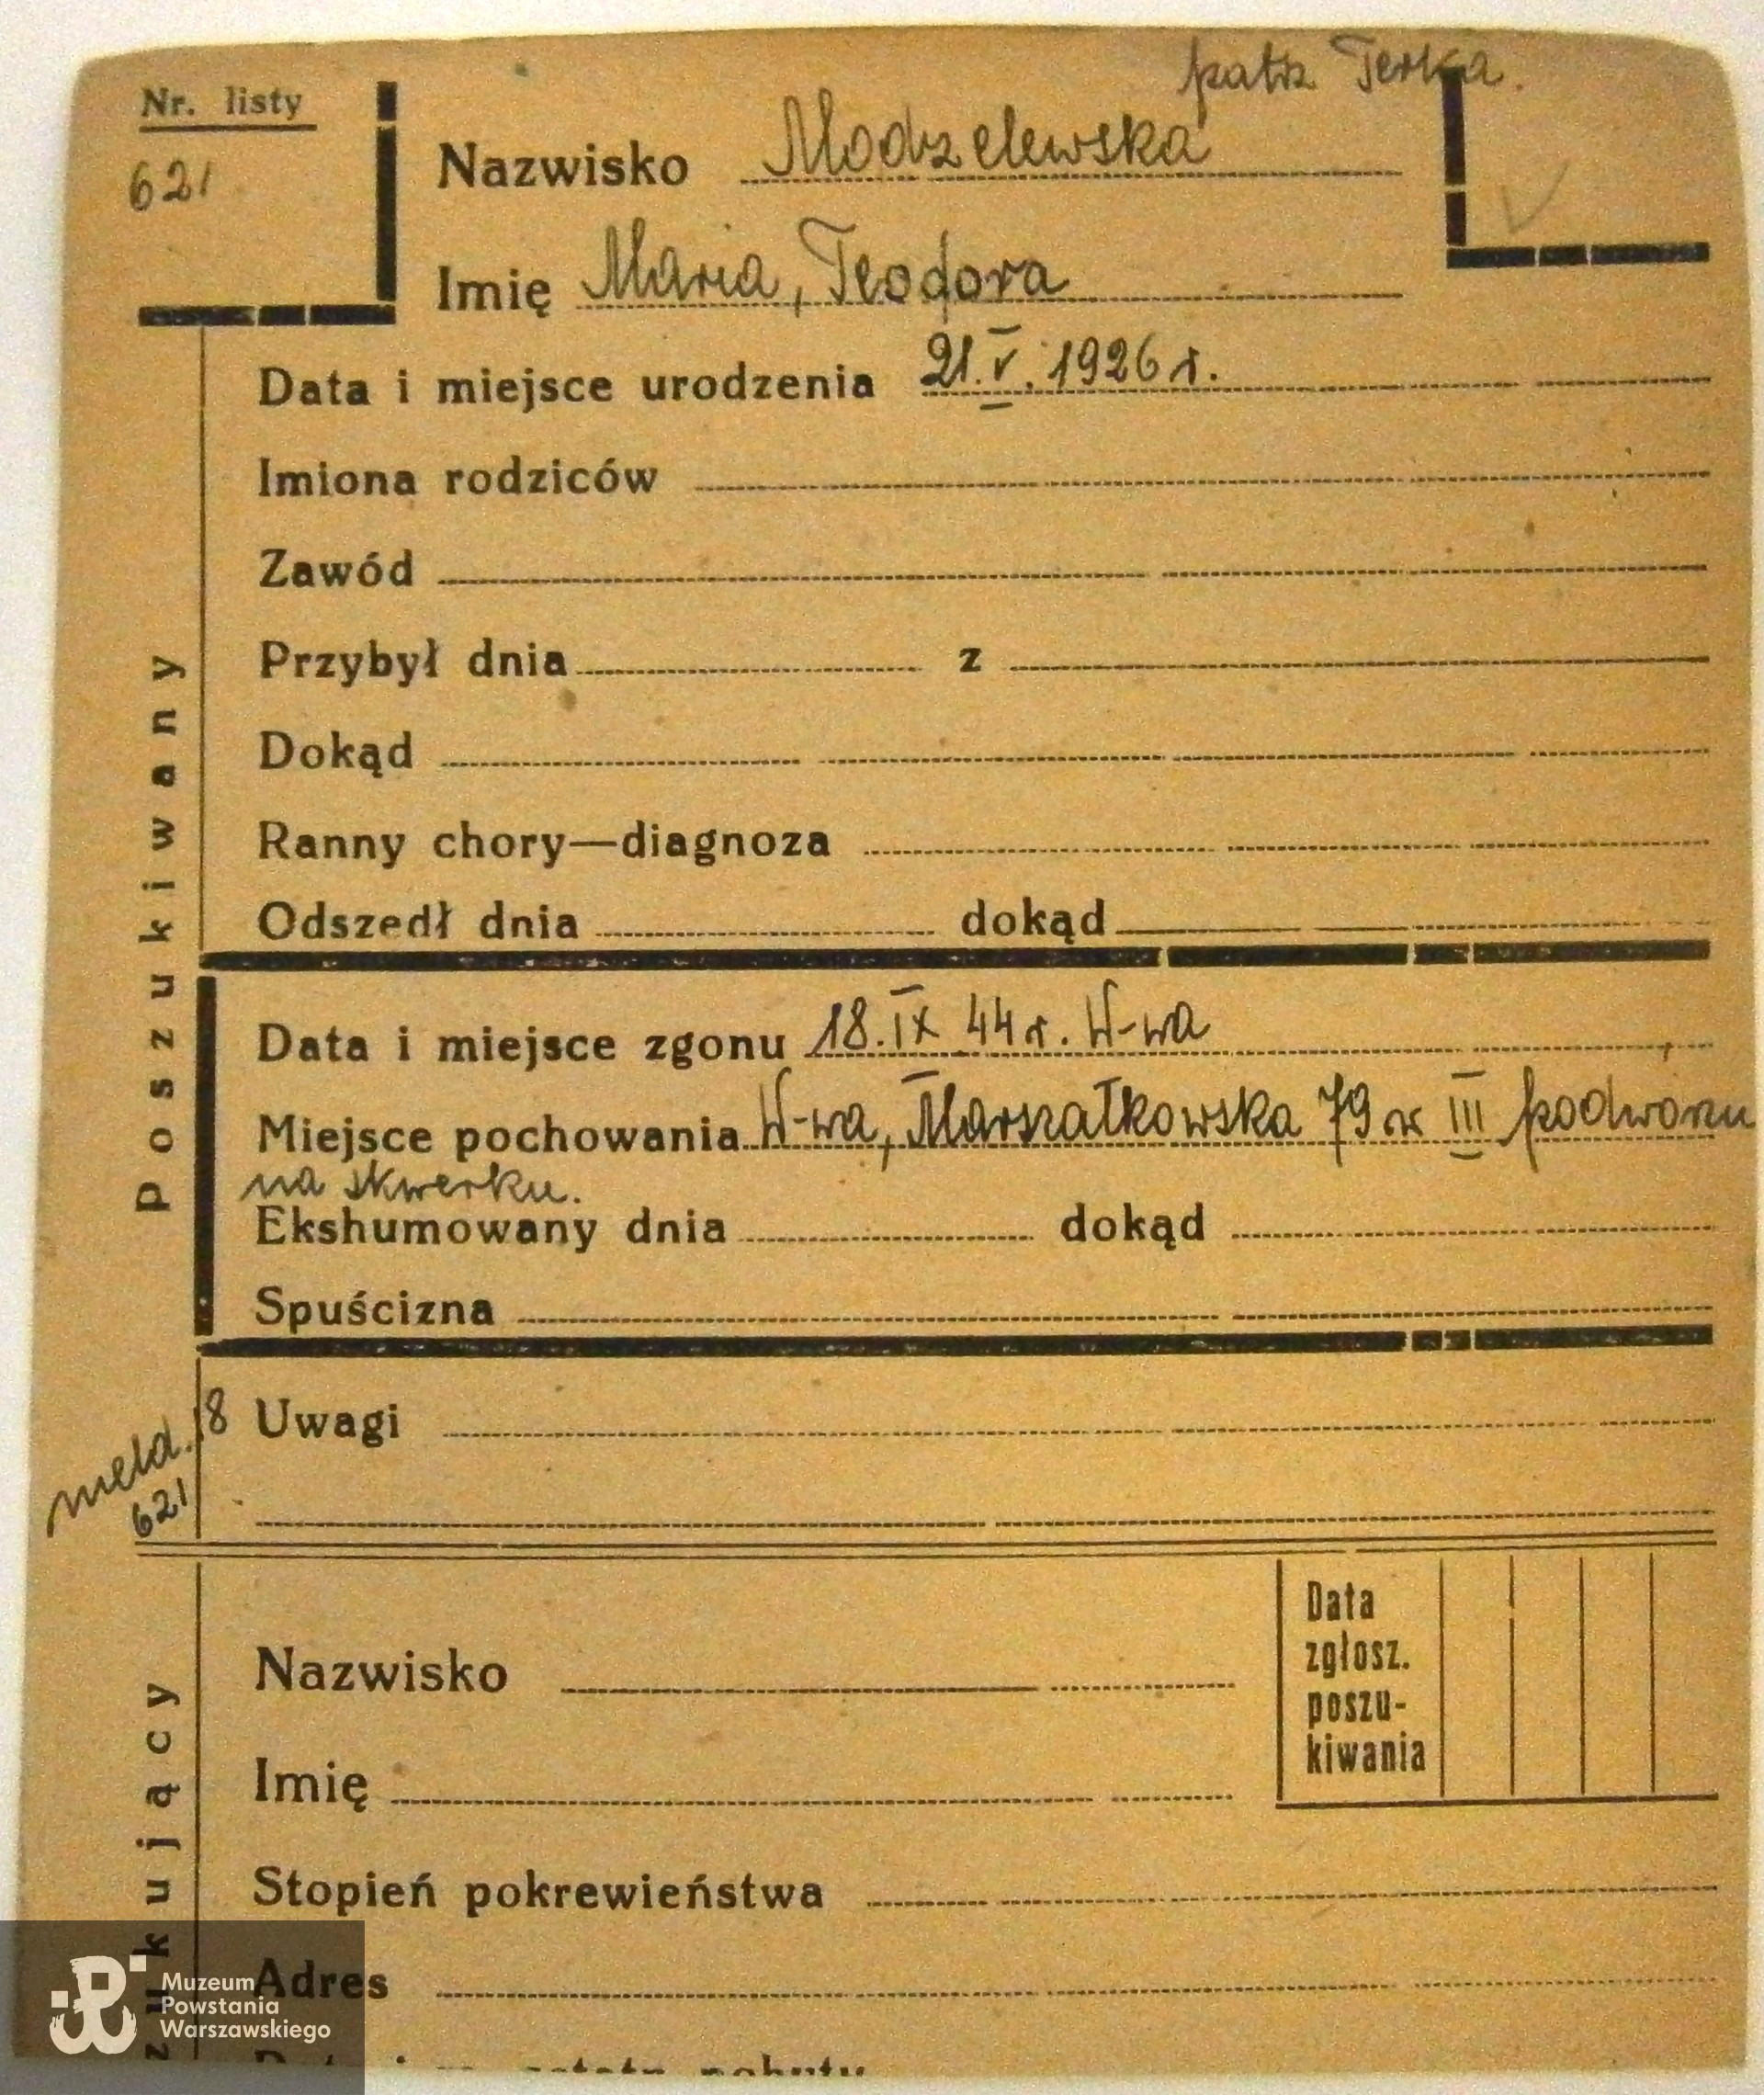 patrz Terka.
Nr. listy
621
Nazwisko Modzelewska
Imię Maria, Teodora
Data i miejsce urodzenia 21.V.1926 r.
Imiona rodziców
Zawód
Przybył dnia z
Dokąd
Ranny chory—diagnoza
Odszedł dnia dokąd
Poszukiwany
Data i miejsce zgonu 18.IX 44 r. W-wa
Miejsce pochowania W-wa, Marszałkowska 79 w III podwórzu
na skwerku.
Ekshumowany dnia dokąd
Spuścizna
meld. 18
621
Uwagi
Nazwisko
Imię
Data
zgłosz.
poszu-
kiwania
Stopień pokrewieństwa
Adres
zukujący
Muzeum
Powstania
Warszawskiego